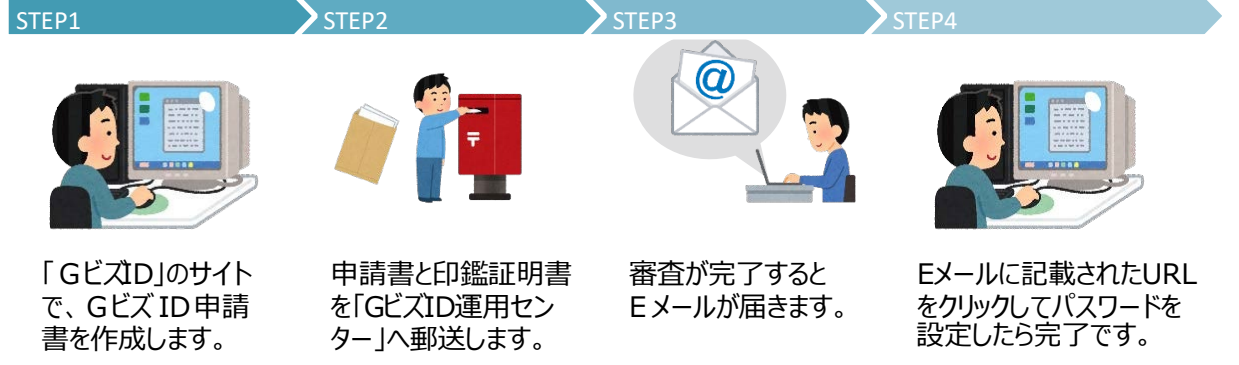 STEP1
STEP2
STEP3
STEP4
@
〒
「GビズID」のサイト
で、GビズID申請
書を作成します。
申請書と印鑑証明書
を「GビズID運用セン
ター」へ郵送します。
審査が完了すると
Eメールが届きます。
Eメールに記載されたURL
をクリックしてパスワードを
設定したら完了です。